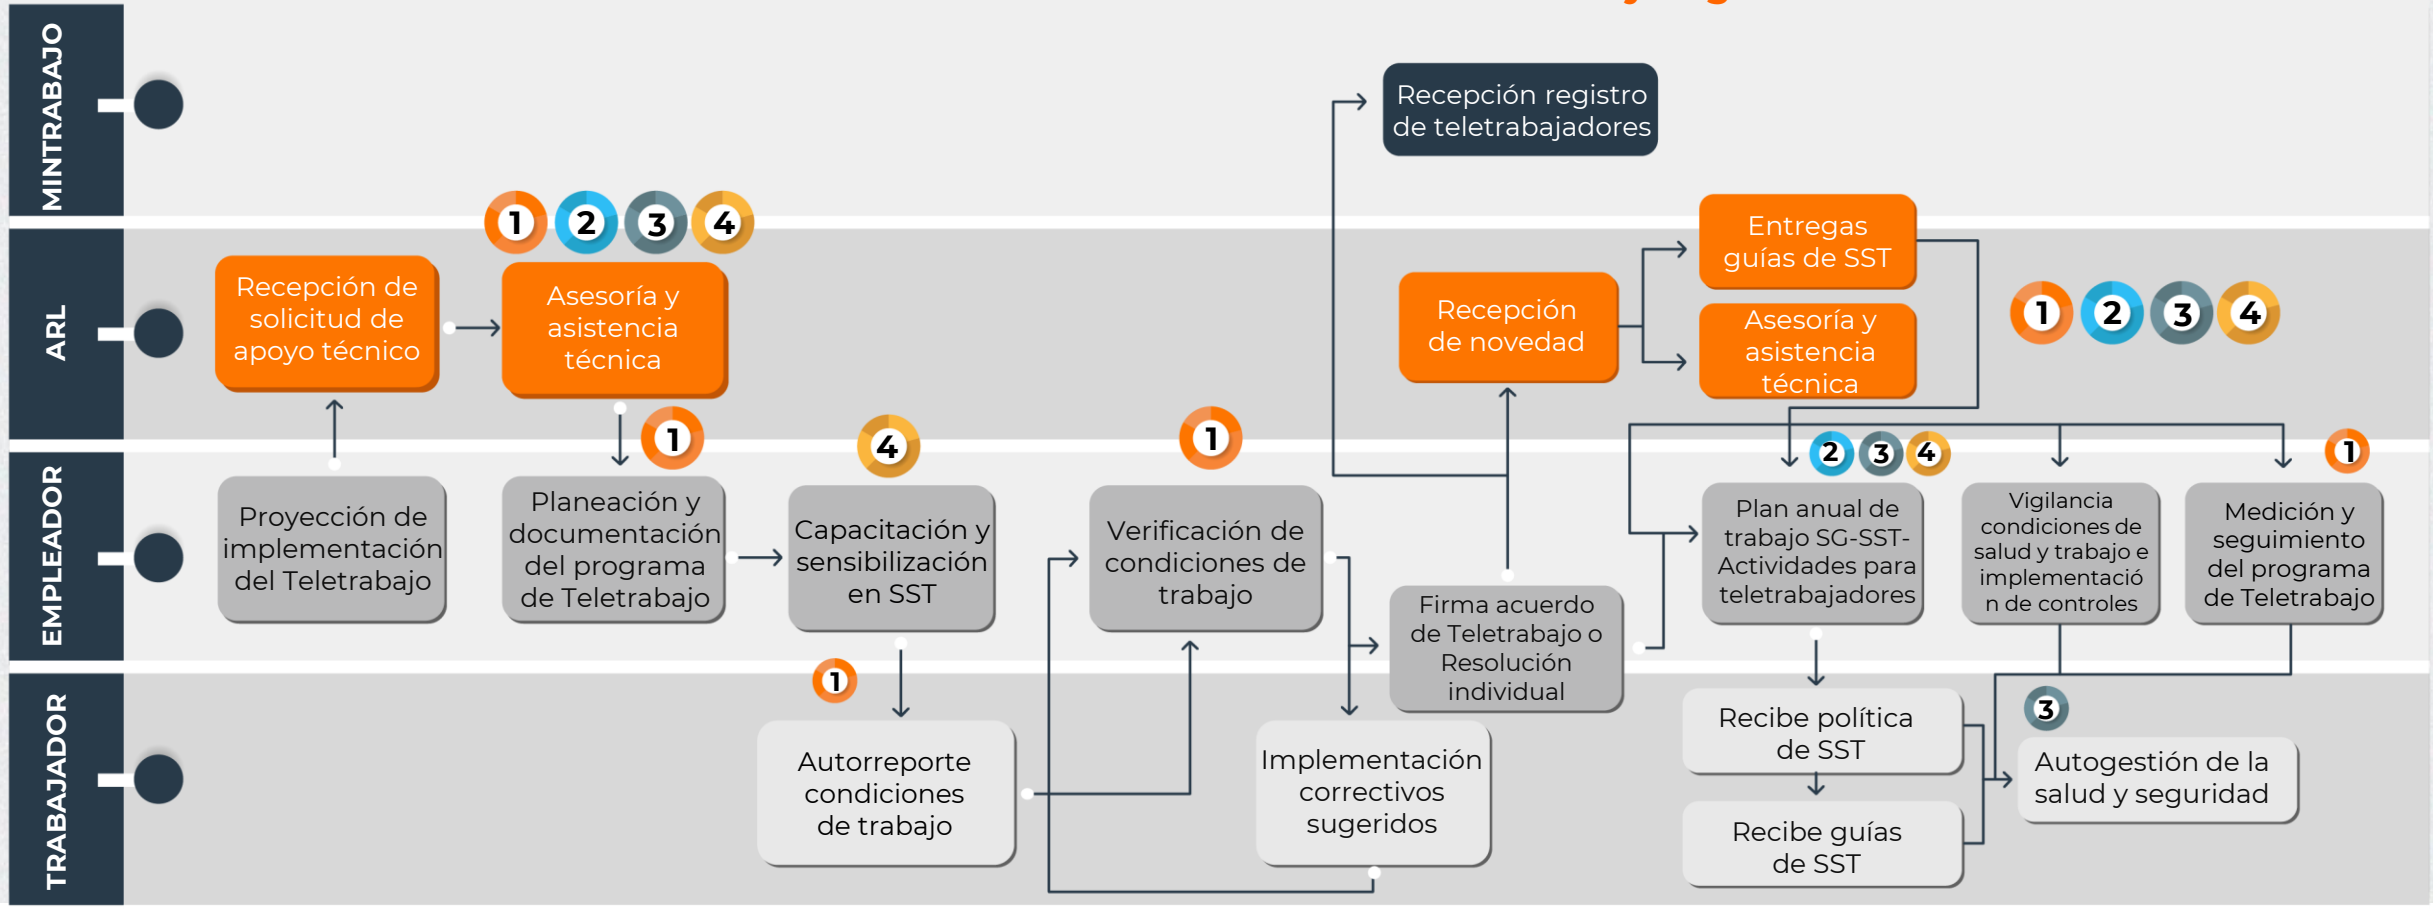 MINTRABAJO
Recepción registro
de teletrabajadores
ARL
1
2
3
4
Recepción de
solicitud de
apoyo técnico
Asesoría y
asistencia
técnica
Recepción
de novedad
Entregas
guías de SST
Asesoría y
asistencia
técnica
1
2
3
4
EMPLEADOR
1
4
1
2
3
4
1
Proyección de
implementación
del Teletrabajo
Planeación y
documentación
del programa
de Teletrabajo
Capacitación y
sensibilización
en SST
Verificación de
condiciones de
trabajo
Firma acuerdo
de Teletrabajo o
Resolución
individual
Plan anual de
trabajo SG-SST-
Actividades para
teletrabajadores
Vigilancia
condiciones de
salud y trabajo e
implementació
n de controles
Medición y
seguimiento
del programa
de Teletrabajo
TRABAJADOR
1
Autorreporte
condiciones
de trabajo
Implementación
correctivos
sugeridos
Recibe política
de SST
Recibe guías
de SST
3
Autogestión de la
salud y seguridad